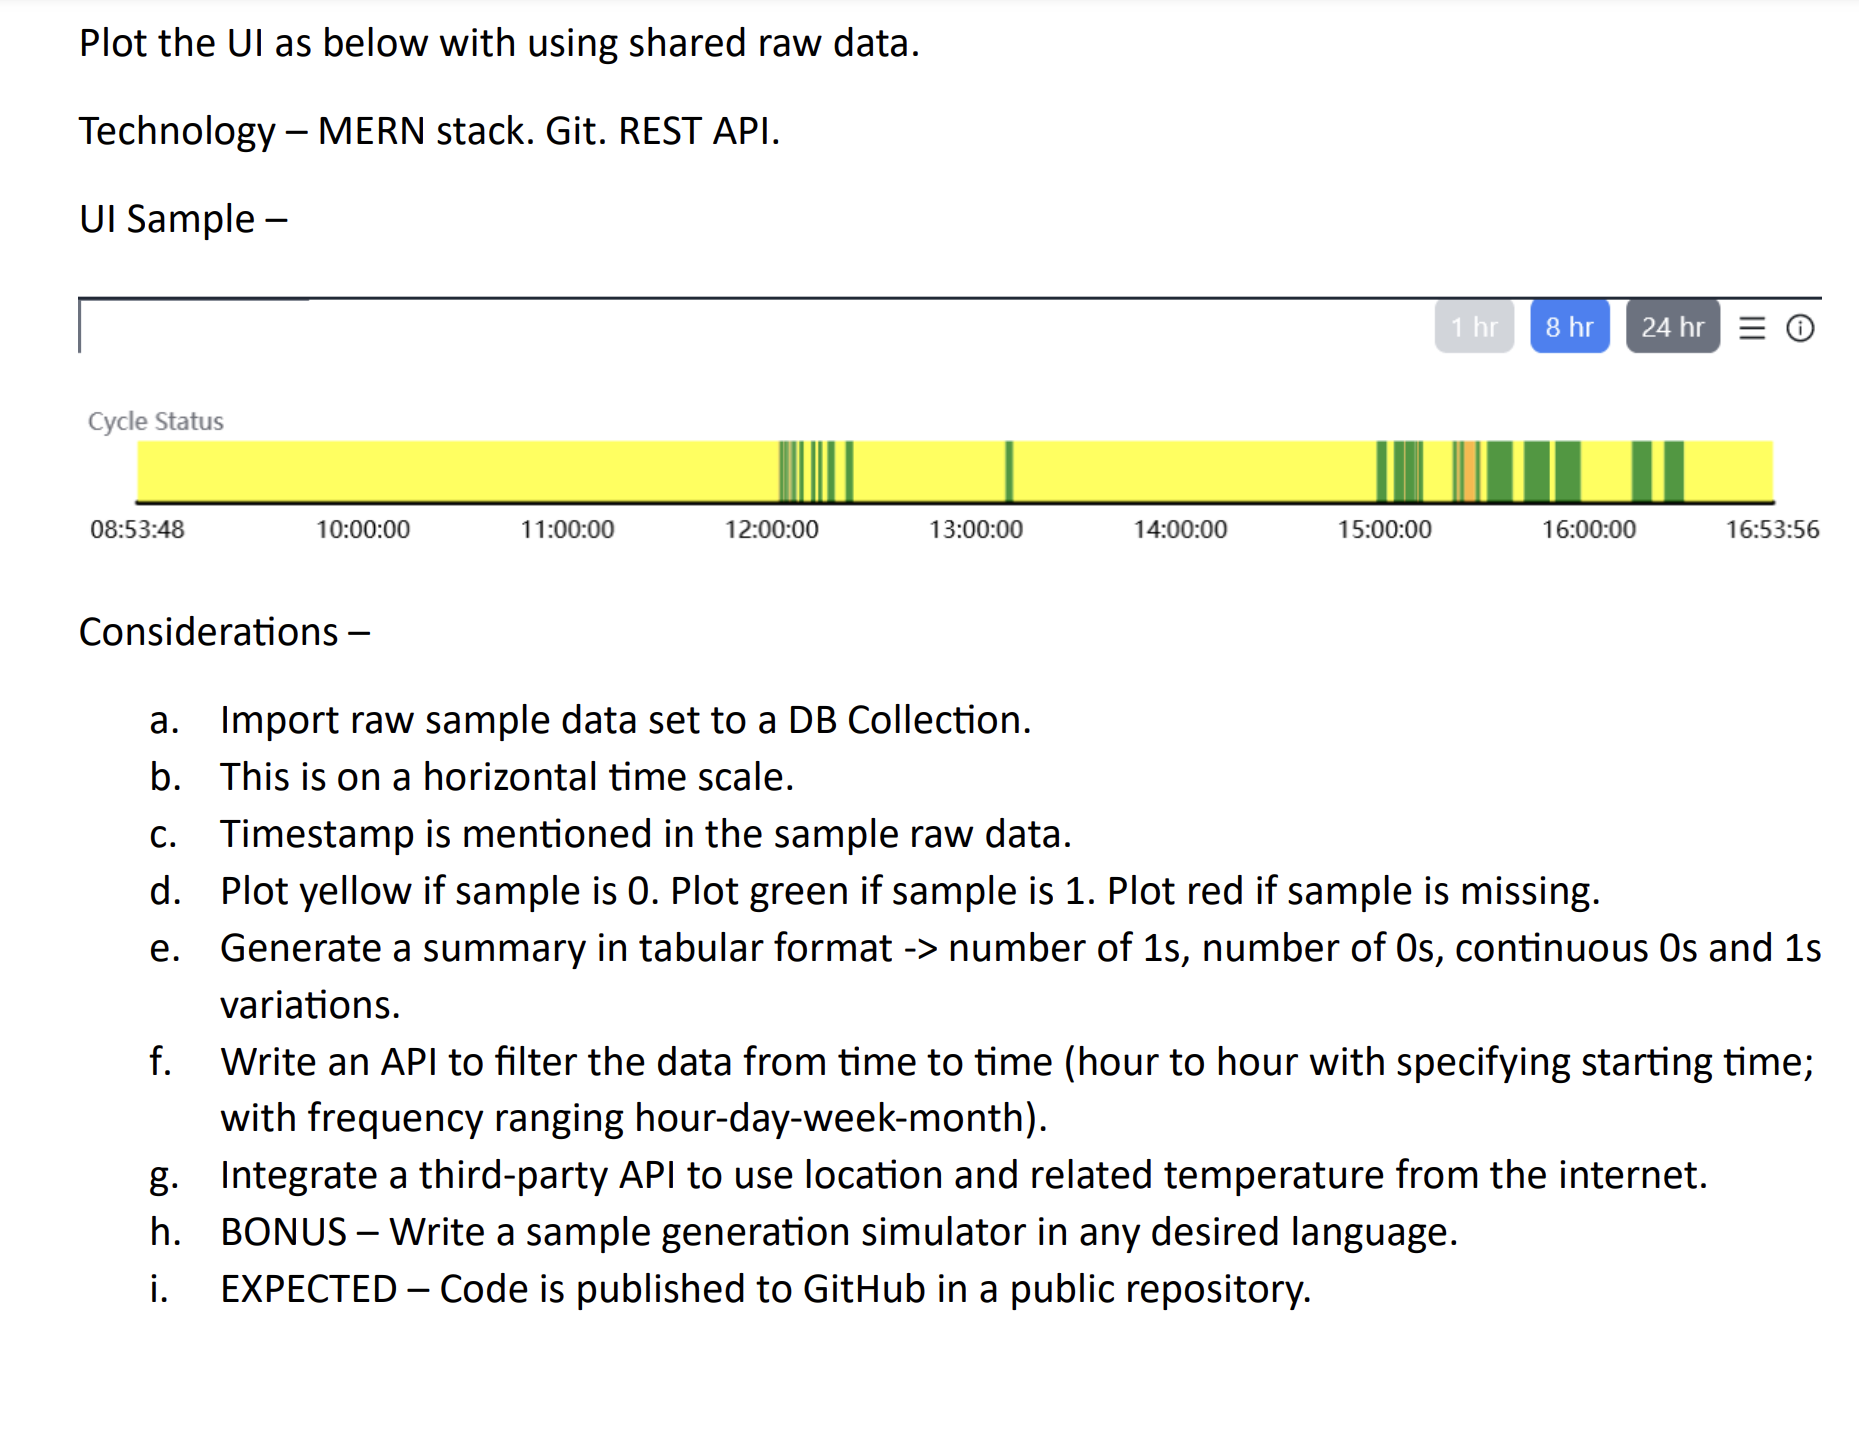 Plot the UI as below with using shared raw data.
Technology – MERN stack. Git. REST API.
UI Sample –
1 hr 8 hr 24 hr
Cycle Status
08:53:48 10:00:00 11:00:00 12:00:00 13:00:00 14:00:00 15:00:00 16:00:00 16:53:56
Considerations –
a. Import raw sample data set to a DB Collection.
b. This is on a horizontal time scale.
c. Timestamp is mentioned in the sample raw data.
d. Plot yellow if sample is 0. Plot green if sample is 1. Plot red if sample is missing.
e. Generate a summary in tabular format -> number of 1s, number of 0s, continuous 0s and 1s
variations.
f. Write an API to filter the data from time to time (hour to hour with specifying starting time;
with frequency ranging hour-day-week-month).
g. Integrate a third-party API to use location and related temperature from the internet.
h. BONUS – Write a sample generation simulator in any desired language.
i. EXPECTED – Code is published to GitHub in a public repository.